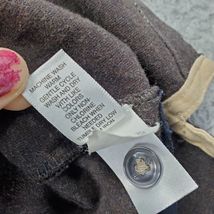 MACHINE WASH
WARM
GENTLE CYCLE
WASH AND DRY
WITH LIKE
COLORS
NON-
CHLORINE
BLEACH WHEN
NEEDED
TUMBLE DRY LOW
IRON